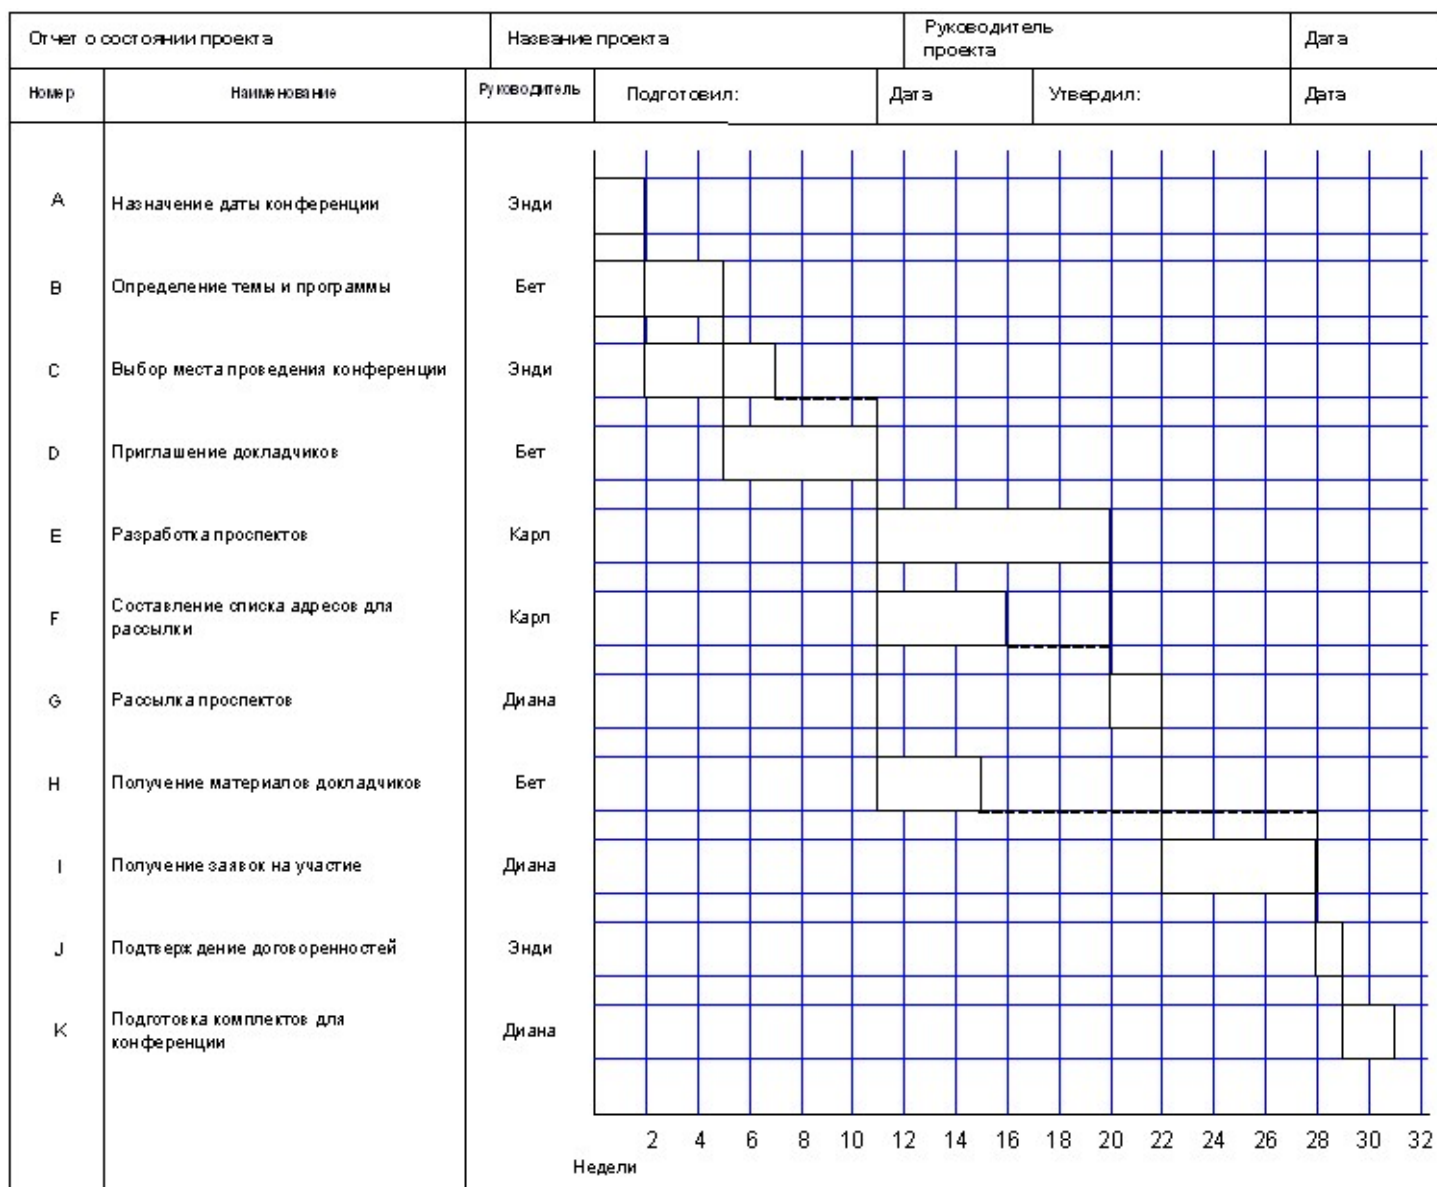 Отчет о состоянии проекта
Название проекта
Руководитель
проекта
Дата
Номер
Наименование
Руководитель
Подготовил:
Дата
Утвердил:
Дата
A
Назначение даты конференции
Энди
B
Определение темы и программы
Бет
C
Выбор места проведения конференции
Энди
D
Приглашение докладчиков
Бет
E
Разработка проспектов
Карл
F
Составление списка адресов для
рассылки
Карл
G
Рассылка проспектов
Диана
H
Получение материалов докладчиков
Бет
I
Получение заявок на участие
Диана
J
Подтверждение договоренностей
Энди
K
Подготовка комплектов для
конференции
Диана
2 4 6 8 10 12 14 16 18 20 22 24 26 28 30 32
Недели